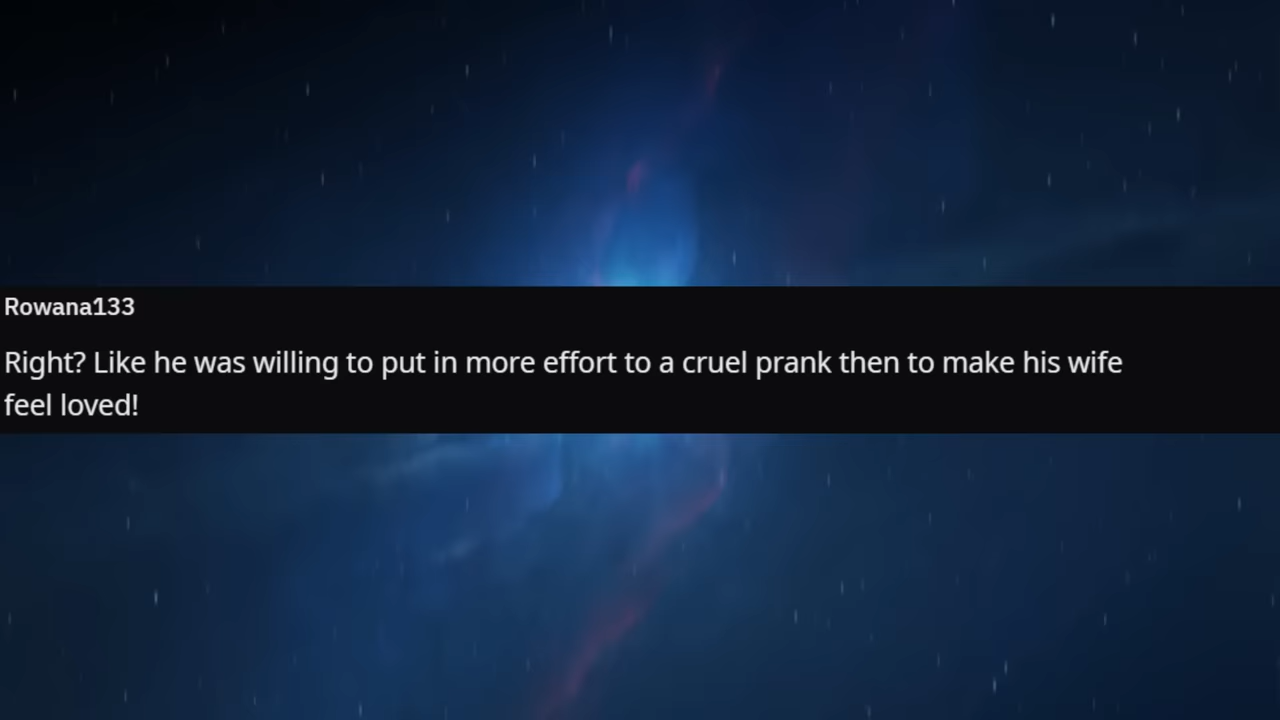 Rowana133
Right? Like he was willing to put in more effort to a cruel prank then to make his wife
feel loved!